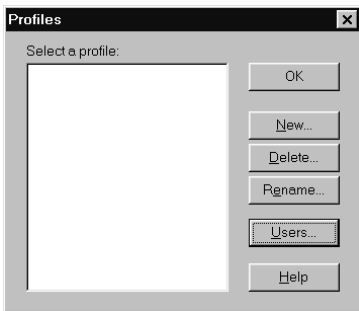 Profiles
Select a profile:
OK
New...
Delete...
Rename...
Users...
Help